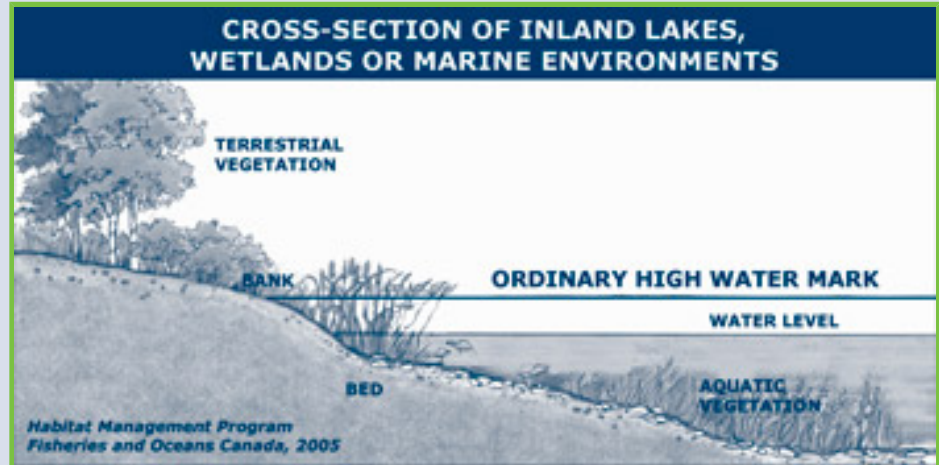 CROSS-SECTION OF INLAND LAKES,
WETLANDS OR MARINE ENVIRONMENTS
TERRESTRIAL
VEGETATION
BANK
ORDINARY HIGH WATER MARK
WATER LEVEL
BED
AQUATIC
VEGETATION
Habitat Management Program
Fisheries and Oceans Canada, 2005